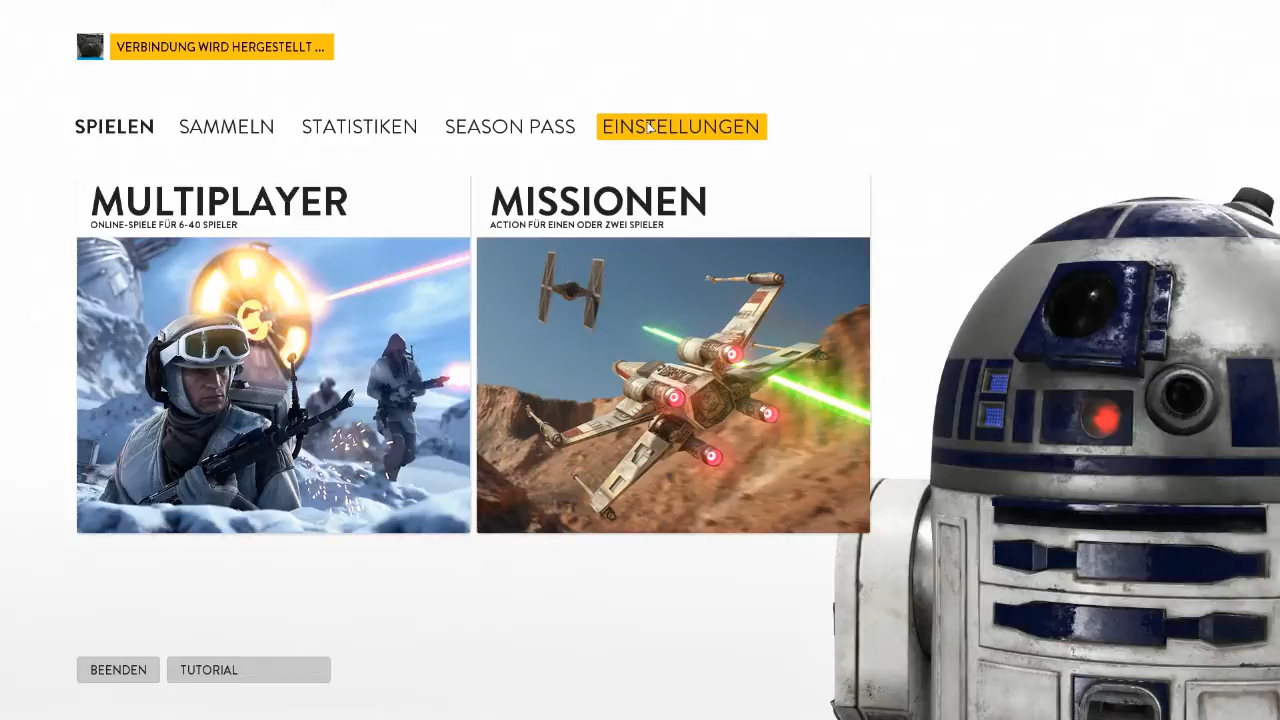 VERBINDUNG WIRD HERGESTELLT ...
SPIELEN SAMMELN STATISTIKEN SEASON PASS EINSTELLUNGEN
MULTIPLAYER
ONLINE-SPIELE FÜR 6-40 SPIELER
MISSIONEN
ACTION FÜR EINEN ODER ZWEI SPIELER
BEENDEN TUTORIAL